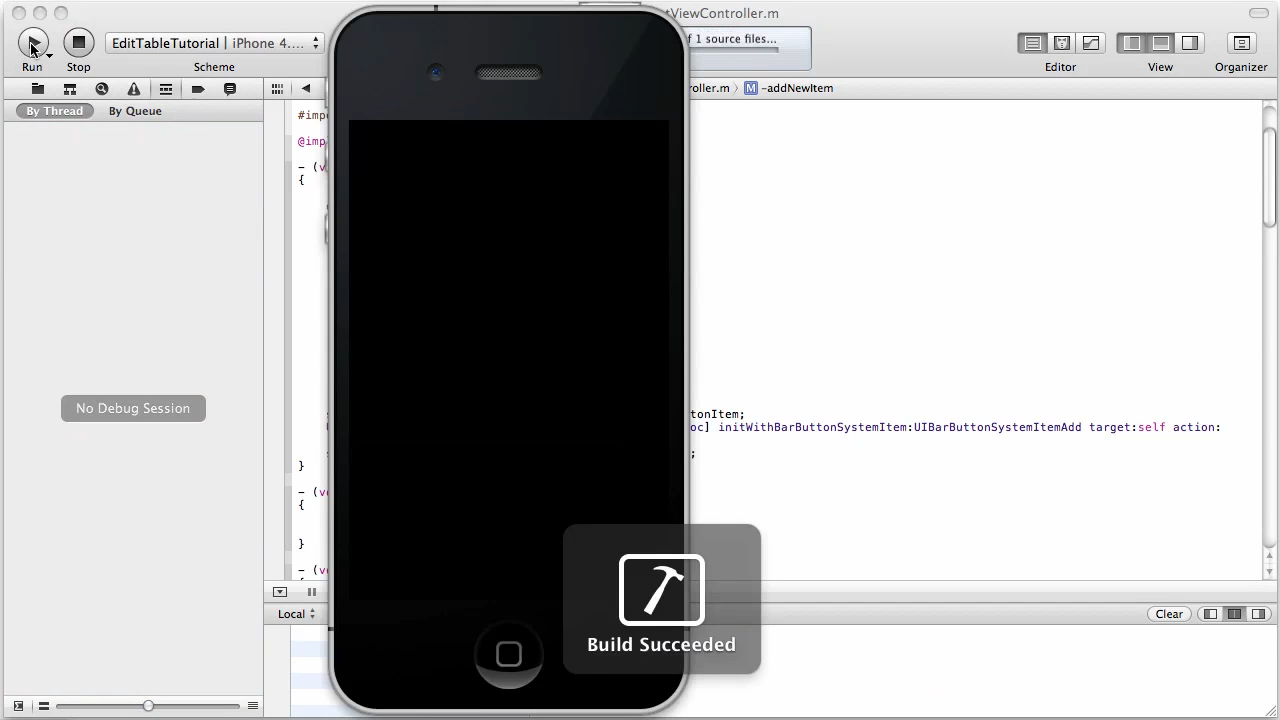 tViewController.m
EditTableTutorial | iPhone 4....
f 1 source files...
Run
Stop
Scheme
Editor
View
Organizer
roller.m
M -addNewItem
By Thread
By Queue
#impo
@imp
- (v
{
No Debug Session
tonItem;
oc] initWithBarButtonSystemItem:UIBarButtonSystemItemAdd target:self action:
;
}
- (v
{
}
- (v
Local
Clear
Build Succeeded